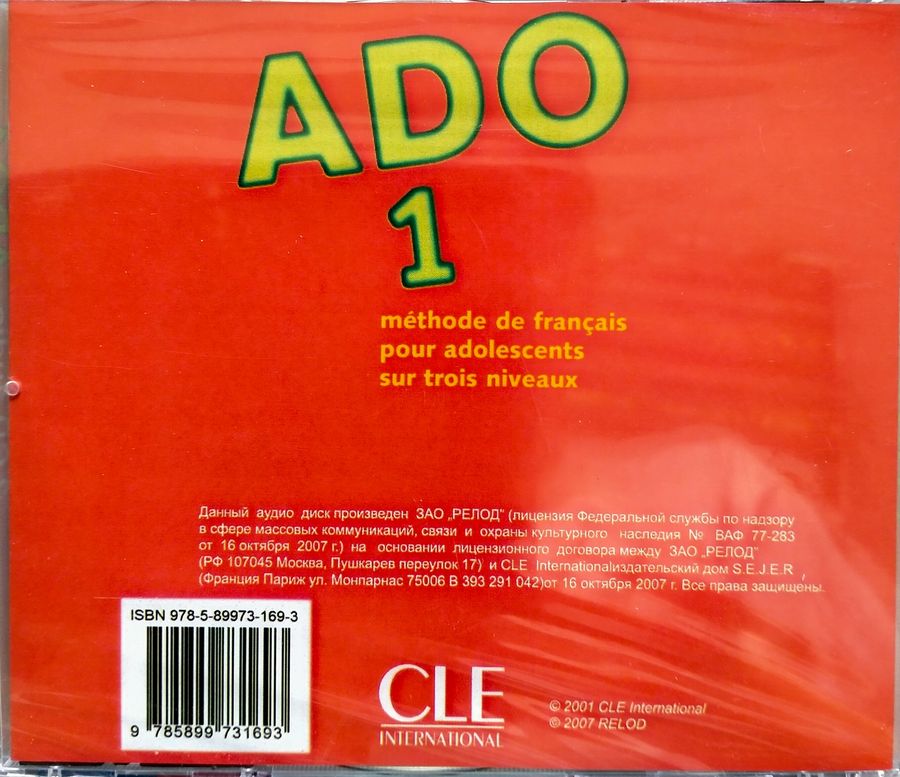 ADO
1
méthode de français
pour adolescents
sur trois niveaux
Данный аудио диск произведен ЗАО „РЕЛОД" (лицензия Федеральной службы по надзору
в сфере массовых коммуникаций, связи и охраны культурного наследия № ВАФ 77-283
от 16 октября 2007 г.) на основании лицензионного договора между ЗАО „РЕЛОД"
(РФ 107045 Москва, Пушкарев переулок 17) и CLE Internationalиздательский дом S.E.J.E.R ,
(Франция Париж ул. Монпарнас 75006 В 393 291 042)от 16 октября 2007 г. Все права защищены.
ISBN 978-5-89973-169-3
9 785899 731693
CLE
INTERNATIONAL
© 2001 CLE International
© 2007 RELOD